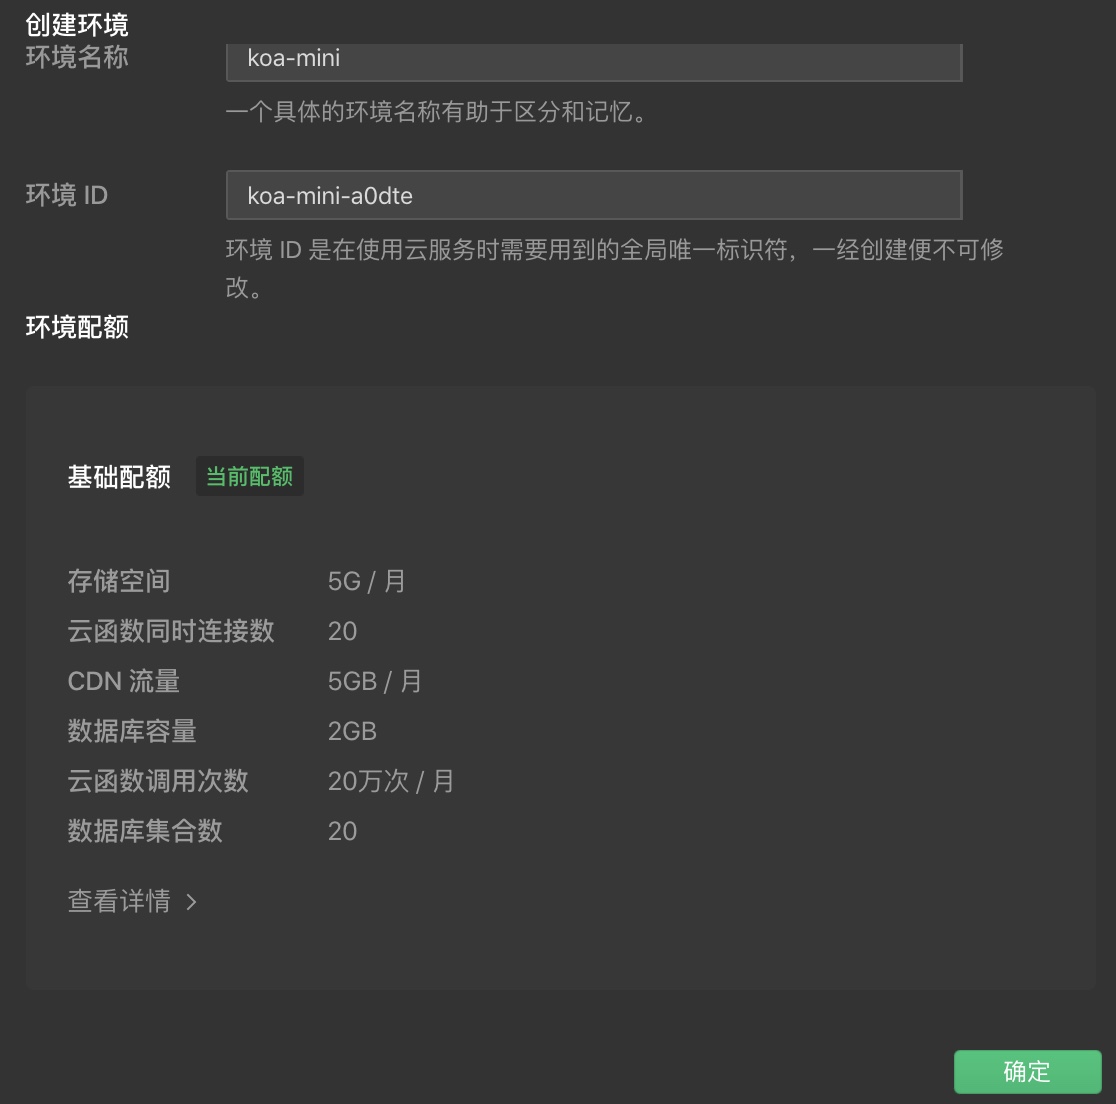 创建环境
环境名称 koa-mini
一个具体的环境名称有助于区分和记忆。
环境 ID koa-mini-a0dte
环境 ID 是在使用云服务时需要用到的全局唯一标识符，一经创建便不可修
改。
环境配额
基础配额 当前配额
存储空间 5G / 月
云函数同时连接数 20
CDN 流量 5GB / 月
数据库容量 2GB
云函数调用次数 20万次 / 月
数据库集合数 20
查看详情 >
确定